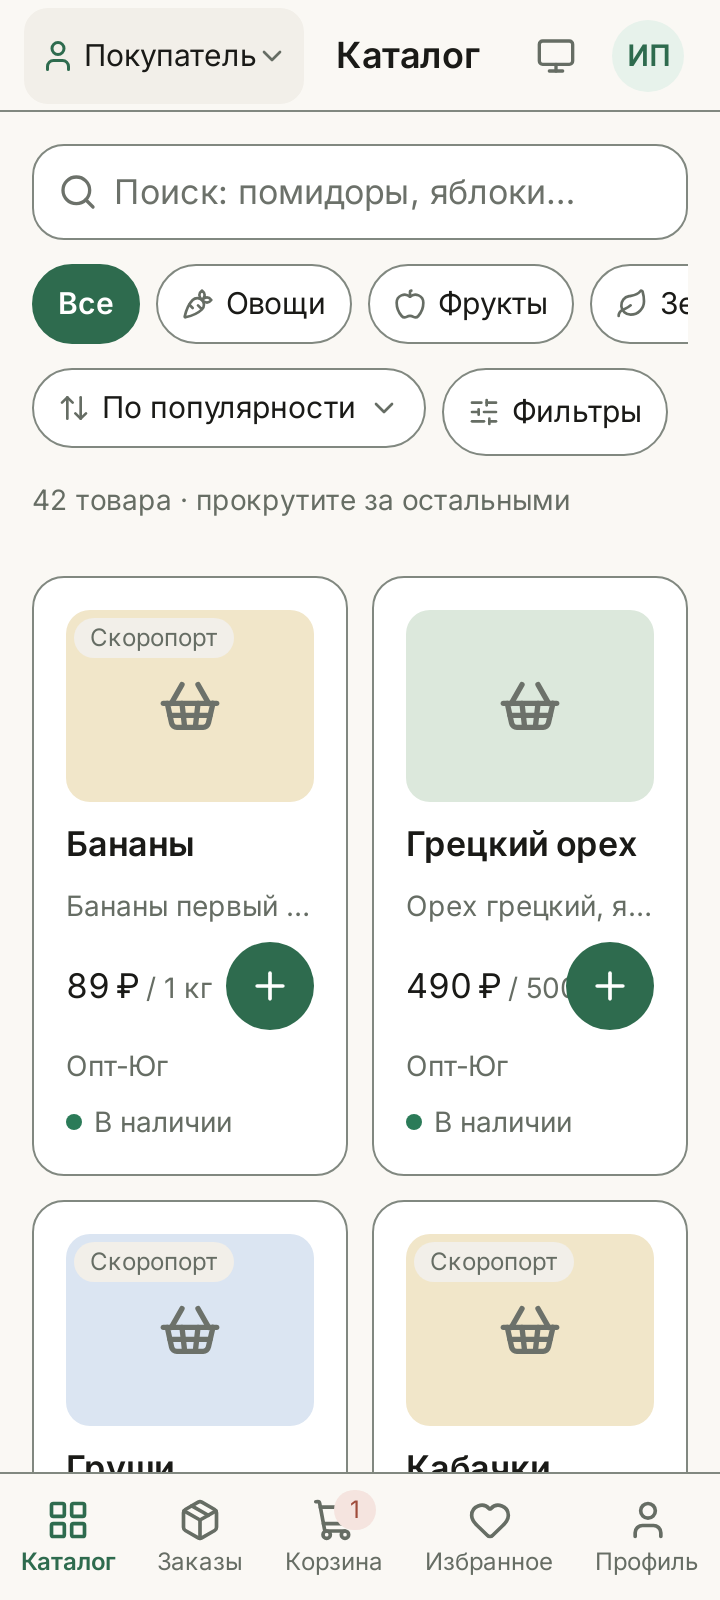 Покупатель
Каталог
ИП
Поиск: помидоры, яблоки...
Все
Овощи
Фрукты
По популярности
Фильтры
42 товара · прокрутите за остальными
Скоропорт
Бананы
Бананы первый ...
89 ₽ / 1 кг
Опт-Юг
В наличии
Грецкий орех
Орех грецкий, я...
490 ₽ / 500
Опт-Юг
В наличии
Скоропорт
Груши
Скоропорт
Кабачки
Каталог
Заказы
1
Корзина
Избранное
Профиль